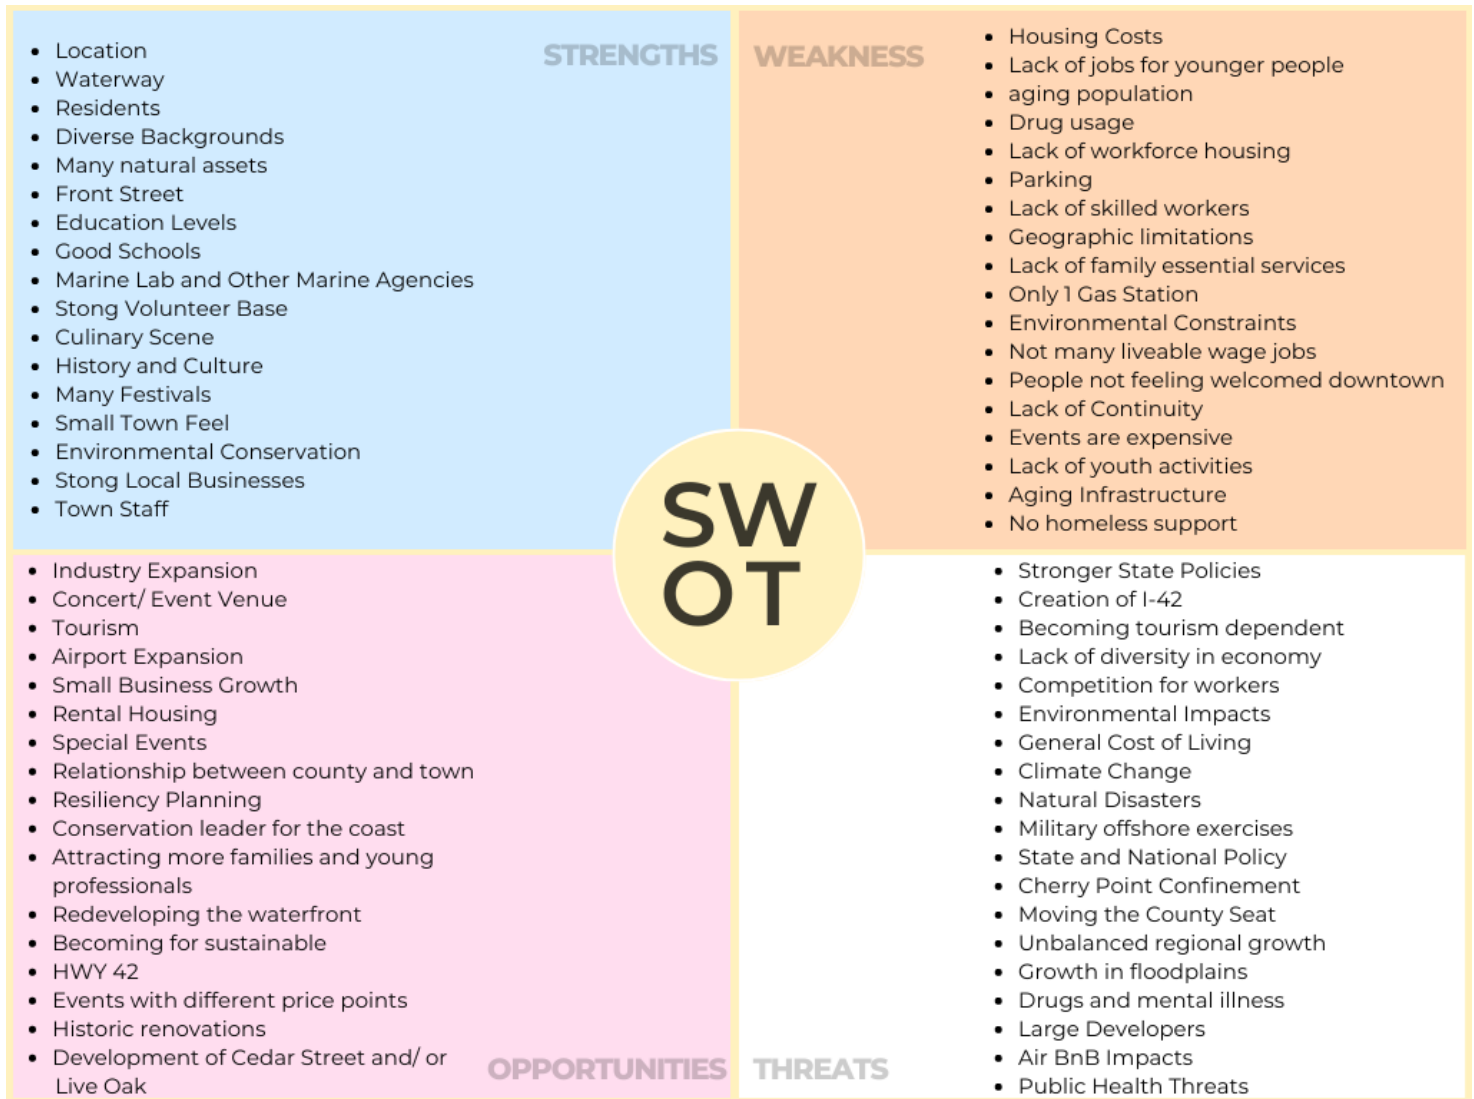 STRENGTHS
• Location
• Waterway
• Residents
• Diverse Backgrounds
• Many natural assets
• Front Street
• Education Levels
• Good Schools
• Marine Lab and Other Marine Agencies
• Stong Volunteer Base
• Culinary Scene
• History and Culture
• Many Festivals
• Small Town Feel
• Environmental Conservation
• Stong Local Businesses
• Town Staff
WEAKNESS
• Housing Costs
• Lack of jobs for younger people
• aging population
• Drug usage
• Lack of workforce housing
• Parking
• Lack of skilled workers
• Geographic limitations
• Lack of family essential services
• Only 1 Gas Station
• Environmental Constraints
• Not many liveable wage jobs
• People not feeling welcomed downtown
• Lack of Continuity
• Events are expensive
• Lack of youth activities
• Aging Infrastructure
• No homeless support
SW
OT
• Industry Expansion
• Concert/ Event Venue
• Tourism
• Airport Expansion
• Small Business Growth
• Rental Housing
• Special Events
• Relationship between county and town
• Resiliency Planning
• Conservation leader for the coast
• Attracting more families and young
professionals
• Redeveloping the waterfront
• Becoming for sustainable
• HWY 42
• Events with different price points
• Historic renovations
• Development of Cedar Street and/ or
Live Oak
OPPORTUNITIES
• Stronger State Policies
• Creation of I-42
• Becoming tourism dependent
• Lack of diversity in economy
• Competition for workers
• Environmental Impacts
• General Cost of Living
• Climate Change
• Natural Disasters
• Military offshore exercises
• State and National Policy
• Cherry Point Confinement
• Moving the County Seat
• Unbalanced regional growth
• Growth in floodplains
• Drugs and mental illness
• Large Developers
• Air BnB Impacts
• Public Health Threats
THREATS